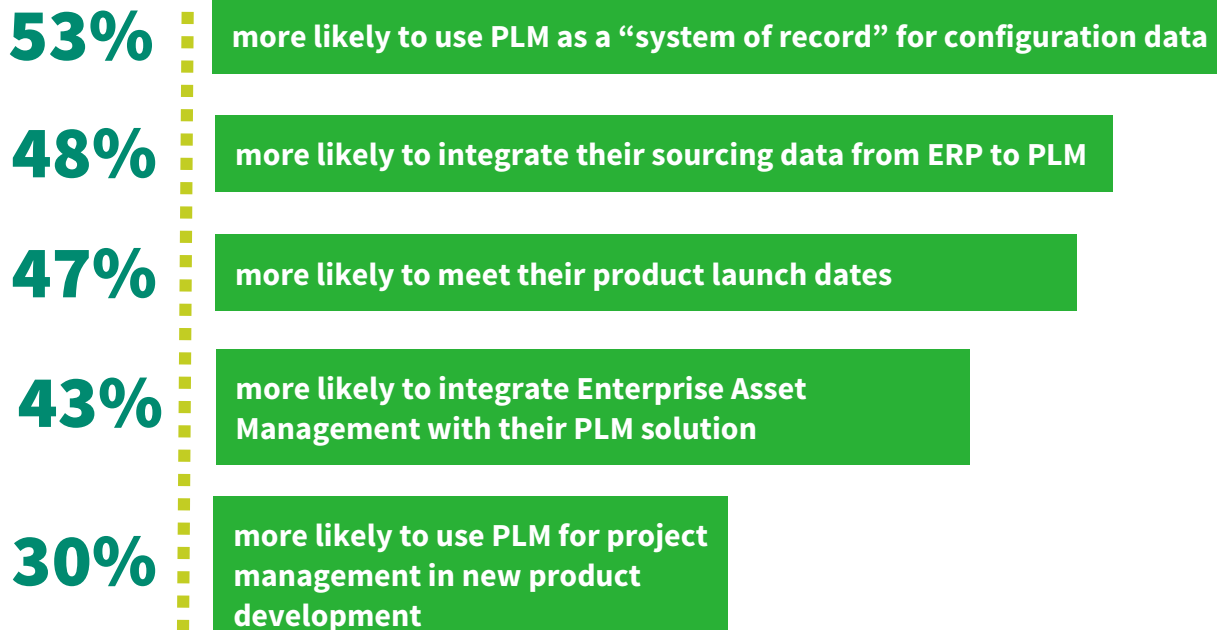 53%
more likely to use PLM as a “system of record” for configuration data
48%
more likely to integrate their sourcing data from ERP to PLM
47%
more likely to meet their product launch dates
43%
more likely to integrate Enterprise Asset
Management with their PLM solution
30%
more likely to use PLM for project
management in new product
development